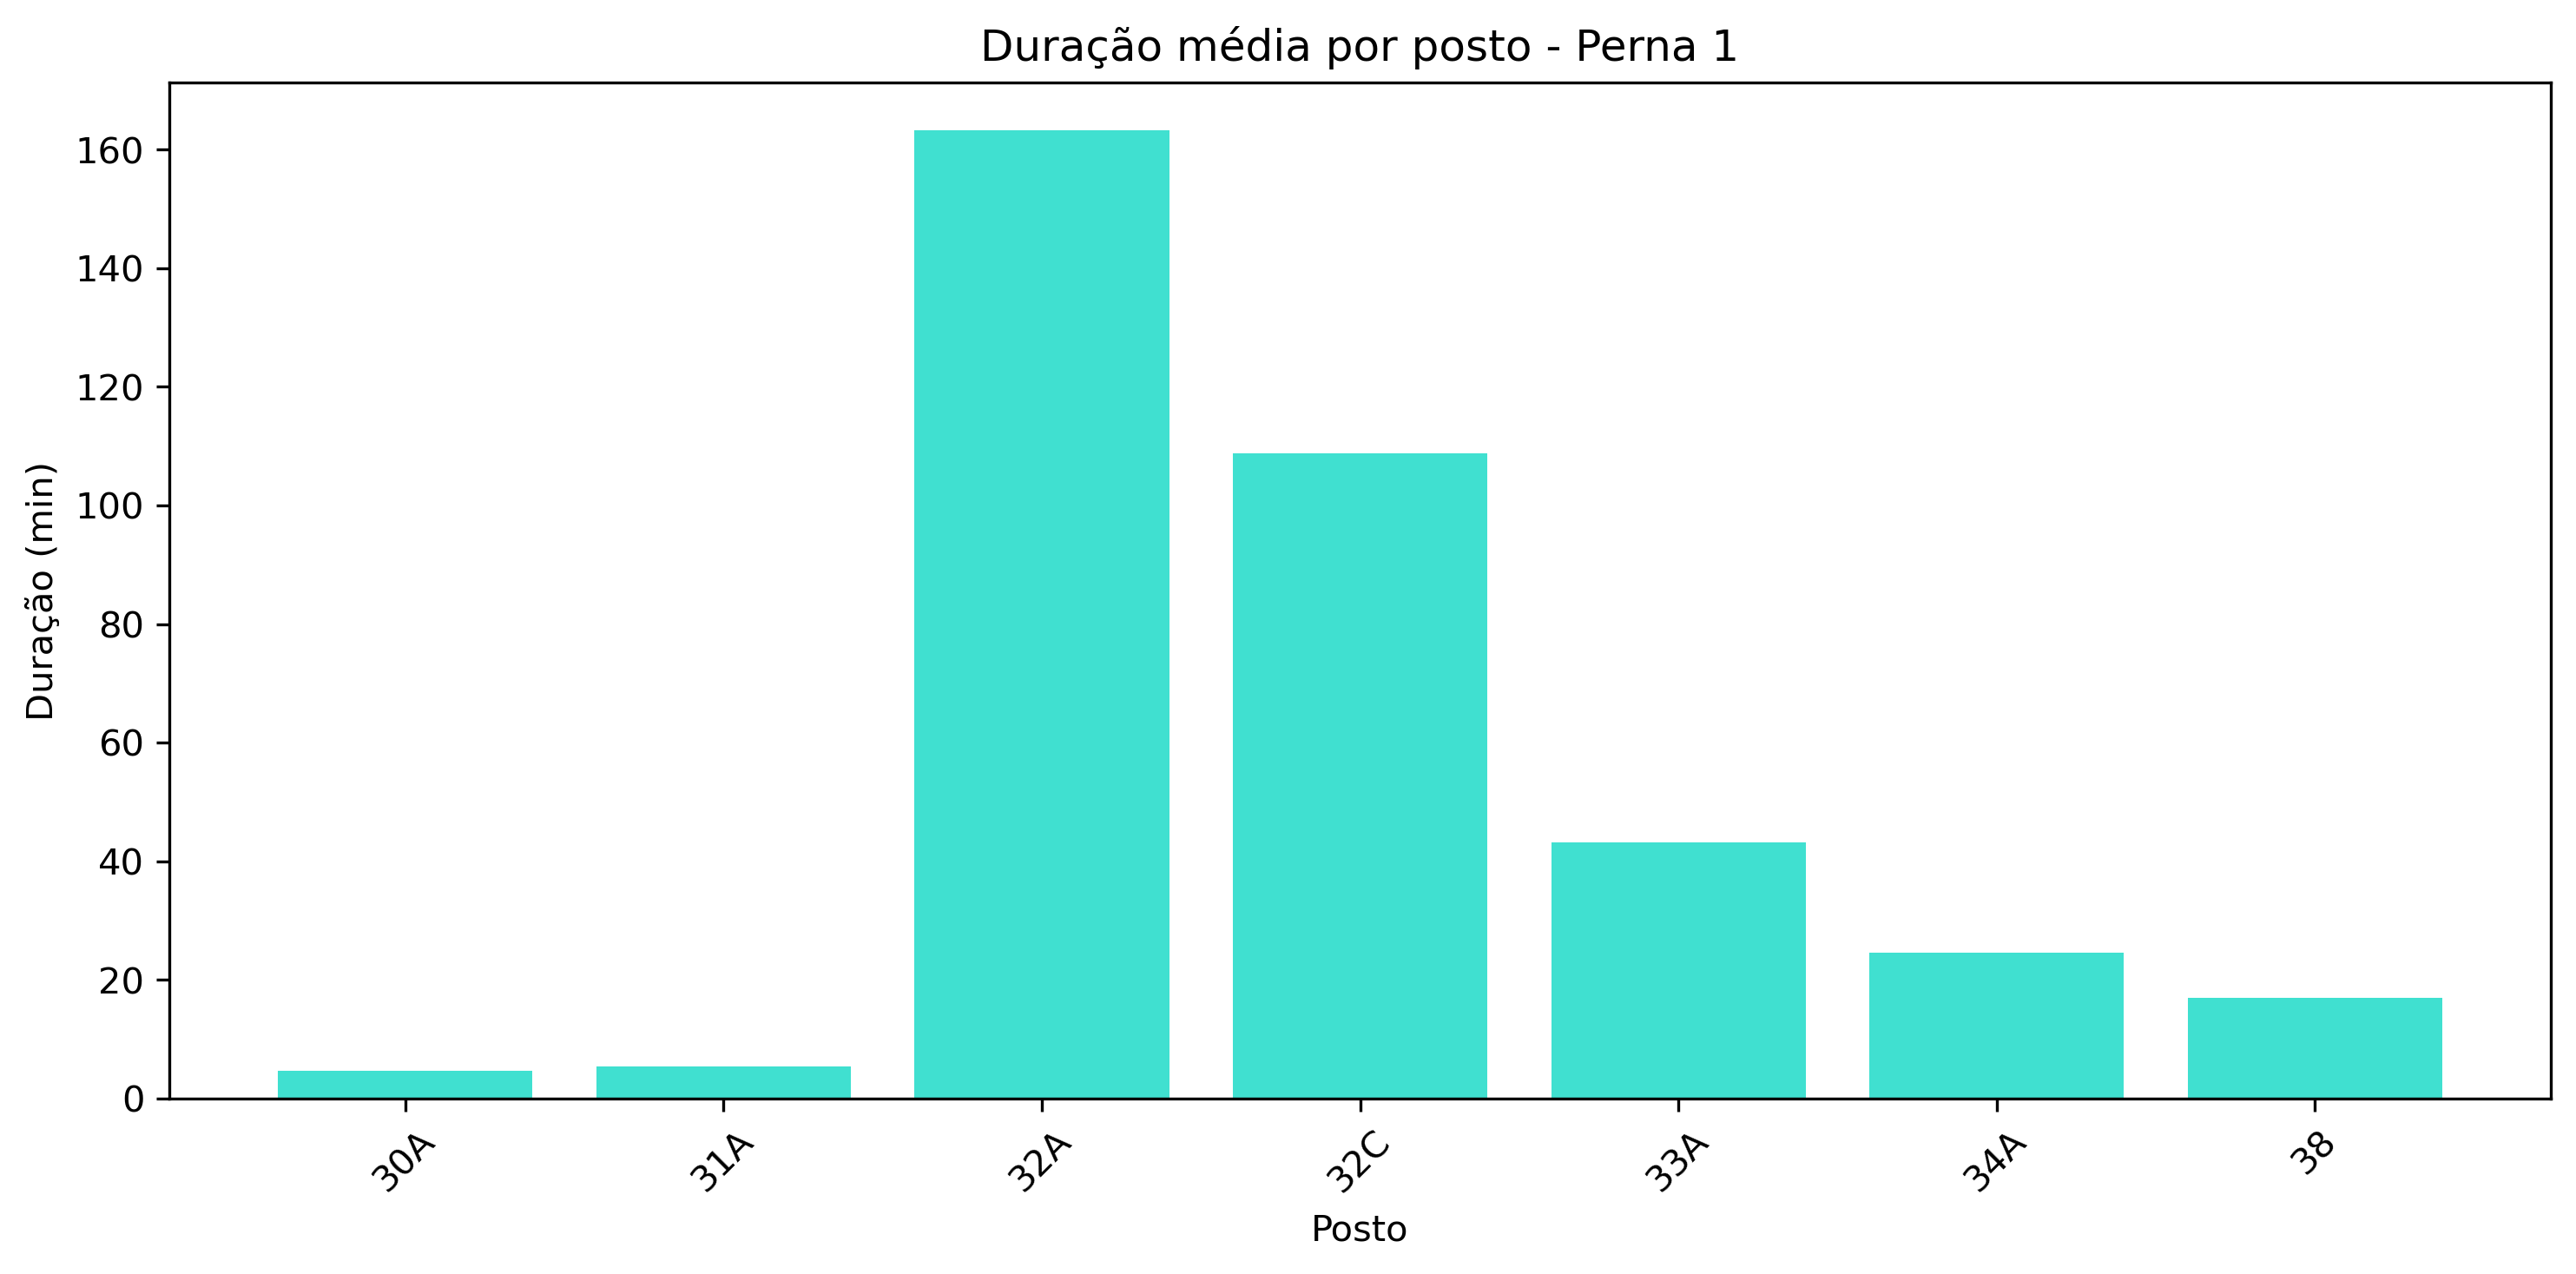 Duração média por posto - Perna 1
Duração (min)
160
140
120
100
80
60
40
20
0
30A
31A
32A
32C
33A
34A
38
Posto